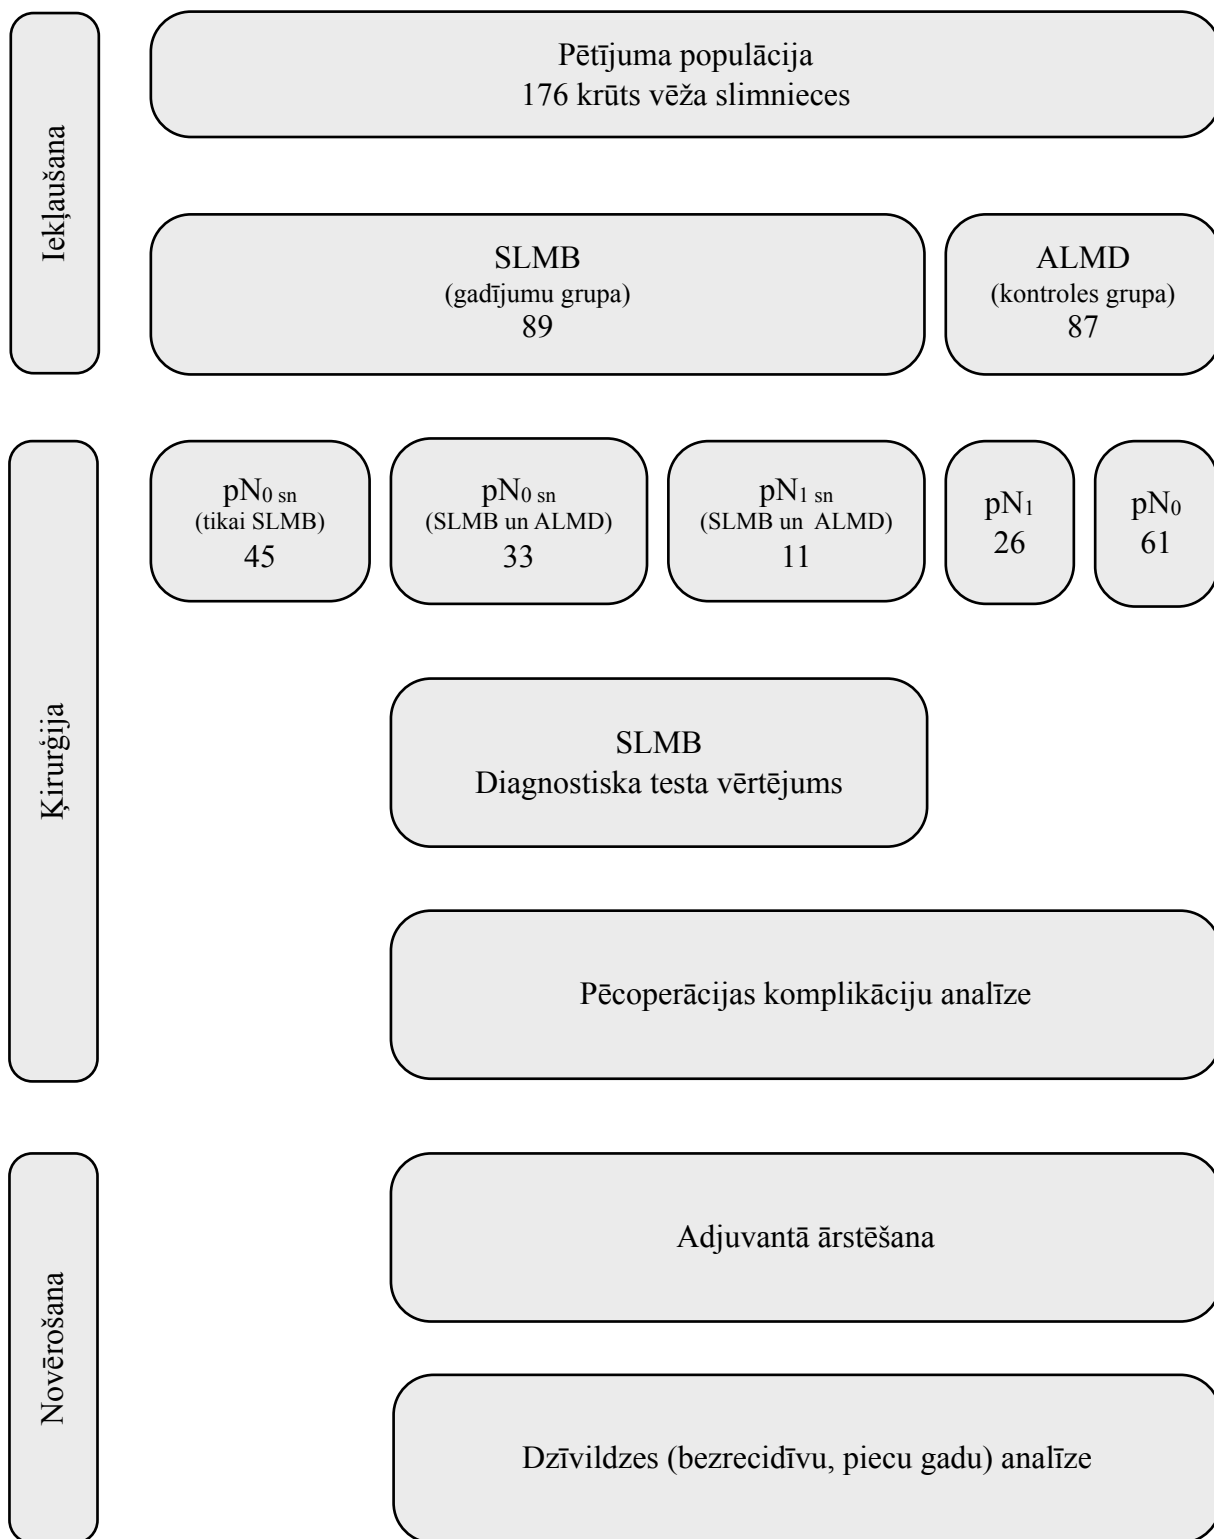 Iekļaušana
Pētījuma populācija
176 krūts vēža slimnieces
SLMB
(gadījumu grupa)
89
ALMD
(kontroles grupa)
87
Ķirurģija
pN0 sn
(tikai SLMB)
45
pN0 sn
(SLMB un ALMD)
33
pN1 sn
(SLMB un ALMD)
11
pN1
26
pN0
61
SLMB
Diagnostiska testa vērtējums
Pēcoperācijas komplikāciju analīze
Novērošana
Adjuvantā ārstēšana
Dzīvildzes (bezrecidīvu, piecu gadu) analīze